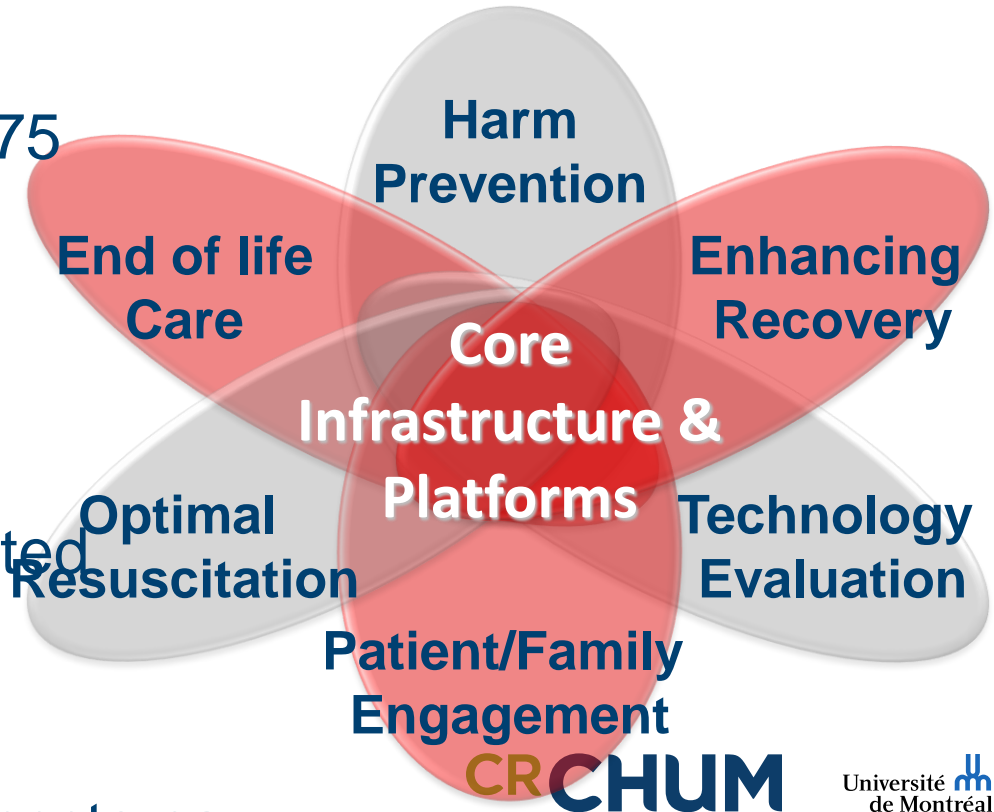 75
Harm
Prevention
End of life
Care
Enhancing
Recovery
Core
Infrastructure &
Platforms
Optimal
Resuscitation
ted
Technology
Evaluation
Patient/Family
Engagement
CRCHUM
Université
de Montréal